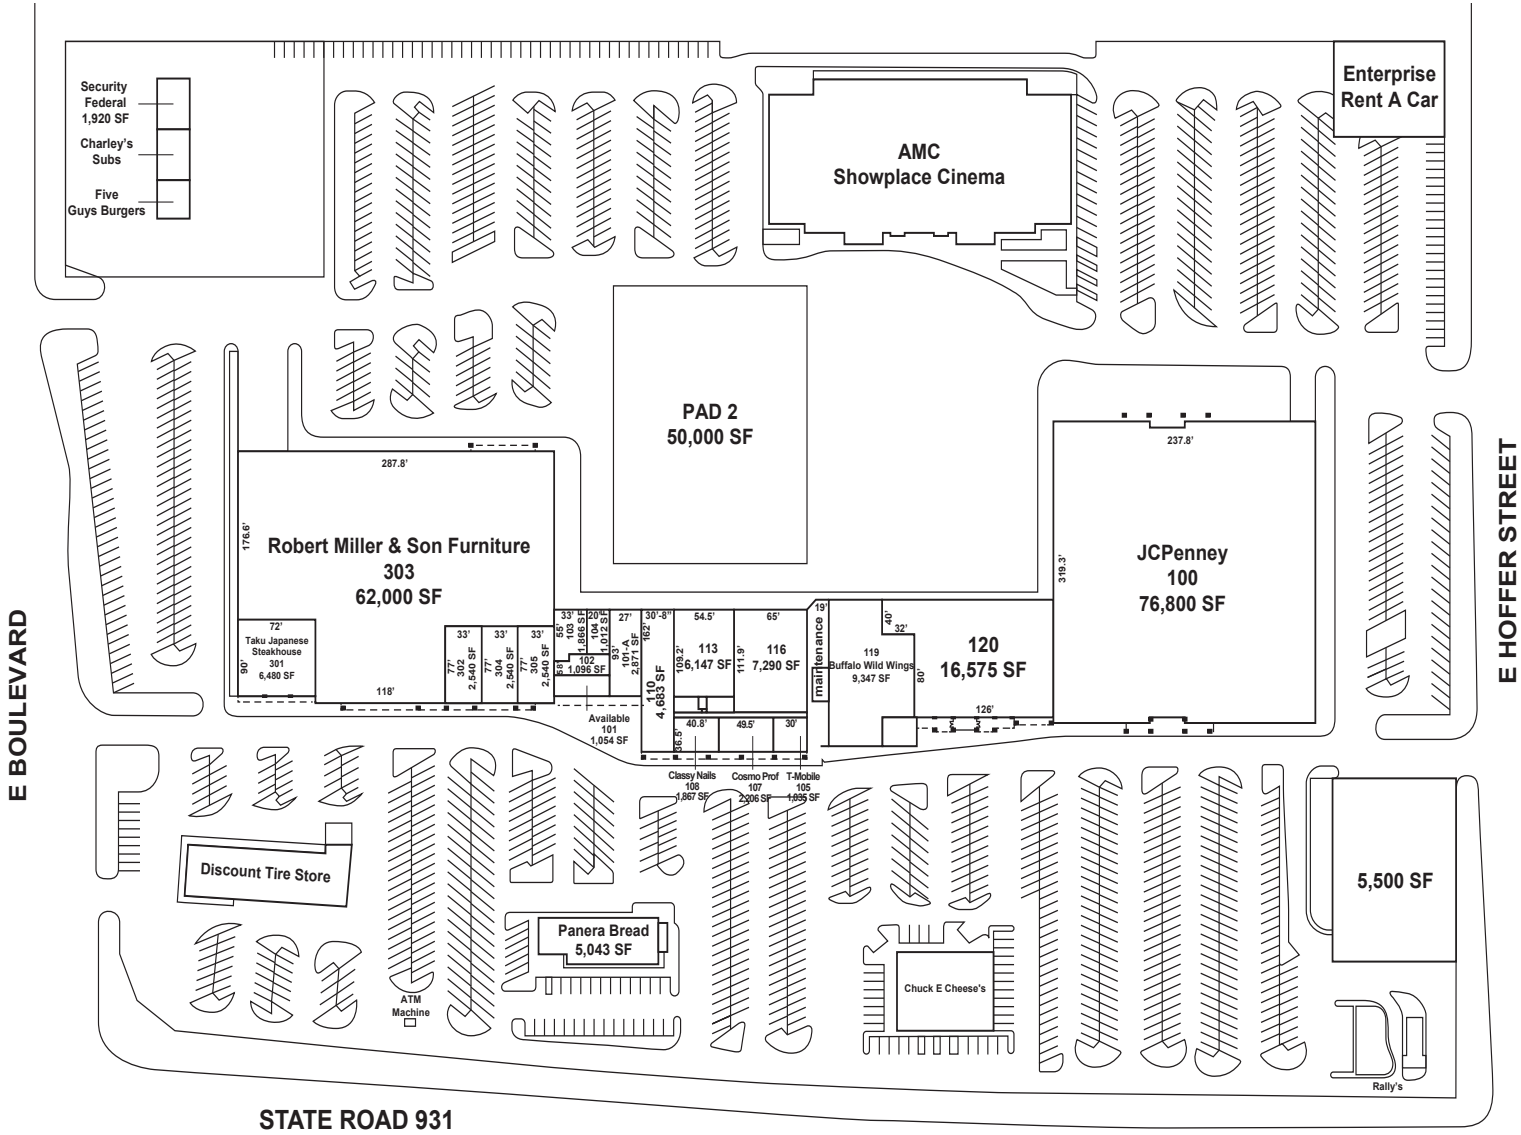 Security
Federal
1,920 SF
Charley's
Subs
Five
Guys Burgers
AMC
Showplace Cinema
Enterprise
Rent A Car
PAD 2
50,000 SF
287.8'
176.6'
Robert Miller & Son Furniture
303
62,000 SF
72'
Taku Japanese
Steakhouse
301
6,480 SF
90'
118'
33'
77'
302
2,540 SF
33'
77'
304
2,540 SF
33'
77'
305
2,540 SF
33'
55'
103
1,866 SF
20'
104
1,012 SF
102
1,096 SF
58'
27'
93'
101-A
2,871 SF
Available
101
1,054 SF
30'-8"
162'
110
4,683 SF
54.5'
109.2'
113
6,147 SF
65'
111.9'
116
7,290 SF
36.5'
40.8'
49.5'
30'
Classy Nails
108
1,867 SF
Cosmo Prof
107
2,206 SF
T-Mobile
105
1,035 SF
19'
maintenance
119
Buffalo Wild Wings
9,347 SF
40'
32'
80'
120
16,575 SF
126'
237.8'
319.3'
JCPenney
100
76,800 SF
E BOULEVARD
E HOFFER STREET
Discount Tire Store
ATM
Machine
Panera Bread
5,043 SF
Chuck E Cheese's
5,500 SF
Rally's
STATE ROAD 931